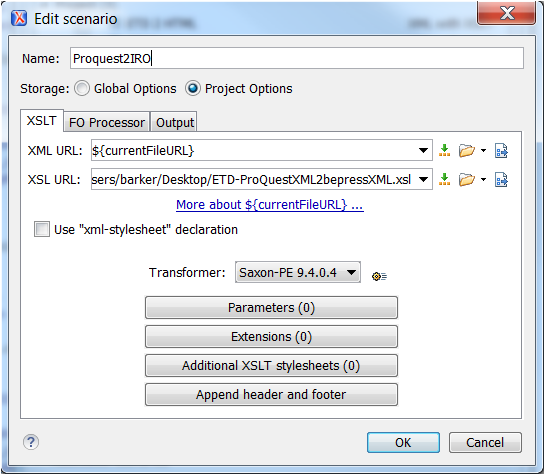 Edit scenario
Name: Proquest2IRO
Storage: Global Options Project Options
XSLT FO Processor Output
XML URL: ${currentFileURL}
XSL URL: sers/barker/Desktop/ETD-ProQuestXML2bepressXML.xsl
More about ${currentFileURL} ...
Use "xml-stylesheet" declaration
Transformer: Saxon-PE 9.4.0.4
Parameters (0)
Extensions (0)
Additional XSLT stylesheets (0)
Append header and footer
? OK Cancel